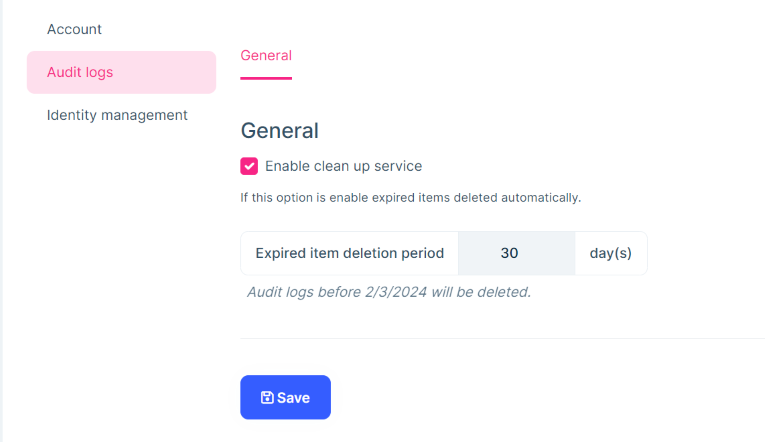 Account
General
Audit logs
Identity management
General
Enable clean up service
If this option is enable expired items deleted automatically.
Expired item deletion period 30 day(s)
Audit logs before 2/3/2024 will be deleted.
Save